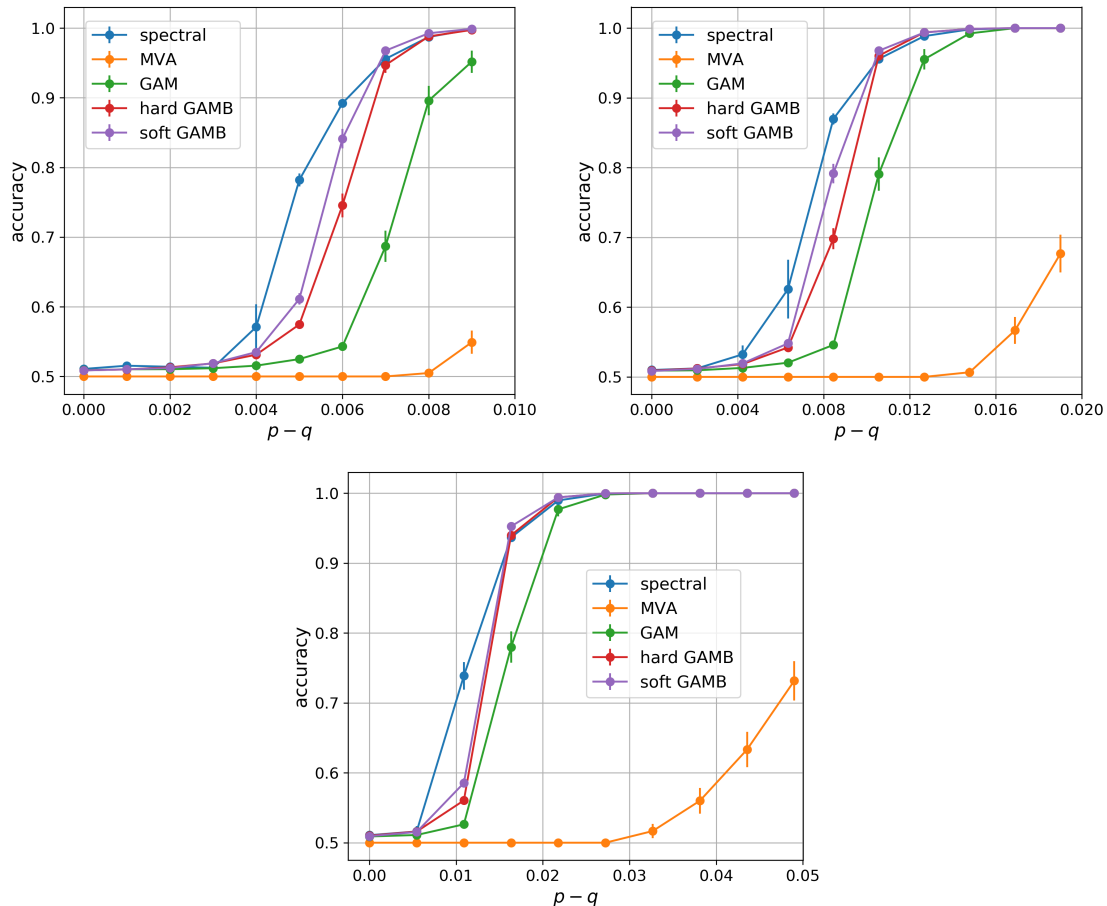 accuracy
1.0
0.9
0.8
0.7
0.6
0.5
spectral
MVA
GAM
hard GAMB
soft GAMB
0.000 0.002 0.004 0.006 0.008 0.010
p − q
accuracy
1.0
0.9
0.8
0.7
0.6
0.5
spectral
MVA
GAM
hard GAMB
soft GAMB
0.000 0.004 0.008 0.012 0.016 0.020
p − q
accuracy
1.0
0.9
0.8
0.7
0.6
0.5
spectral
MVA
GAM
hard GAMB
soft GAMB
0.00 0.01 0.02 0.03 0.04 0.05
p − q